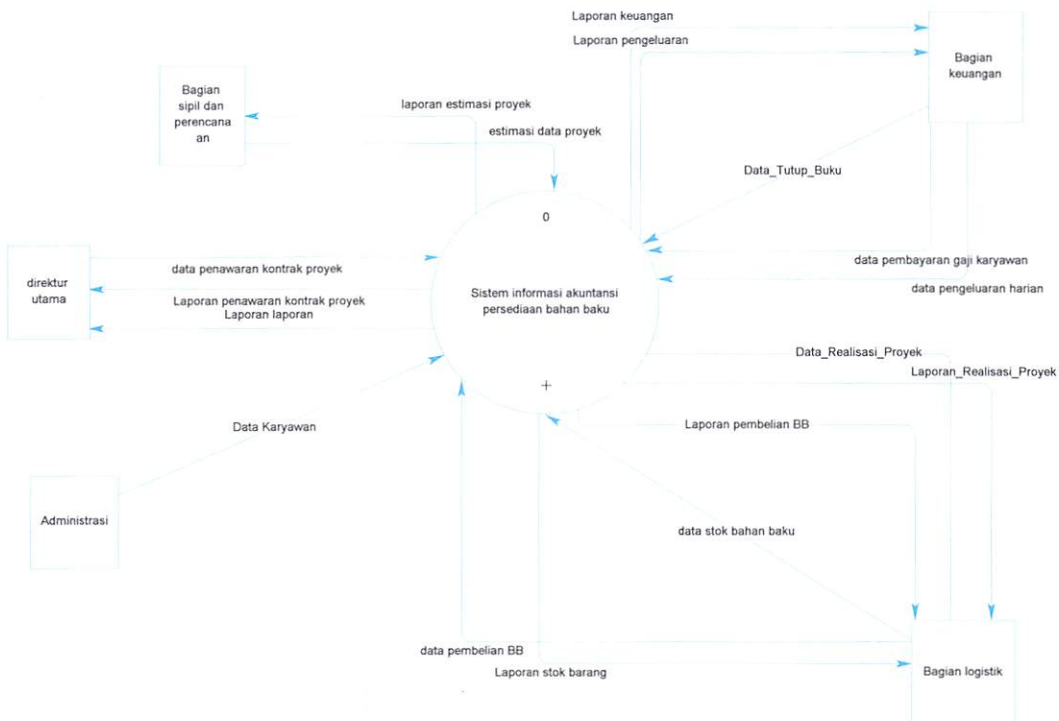 Laporan keuangan
Laporan pengeluaran
Bagian
keuangan
Bagian
sipil dan
perencana
an
laporan estimasi proyek
estimasi data proyek
Data_Tutup_Buku
0
direktur
utama
data penawaran kontrak proyek
Laporan penawaran kontrak proyek
Laporan laporan
Sistem informasi akuntansi
persediaan bahan baku
data pembayaran gaji karyawan
data pengeluaran harian
Data_Realisasi_Proyek
Laporan_Realisasi_Proyek
+
Data Karyawan
Laporan pembelian BB
Administrasi
data stok bahan baku
data pembelian BB
Laporan stok barang
Bagian logistik